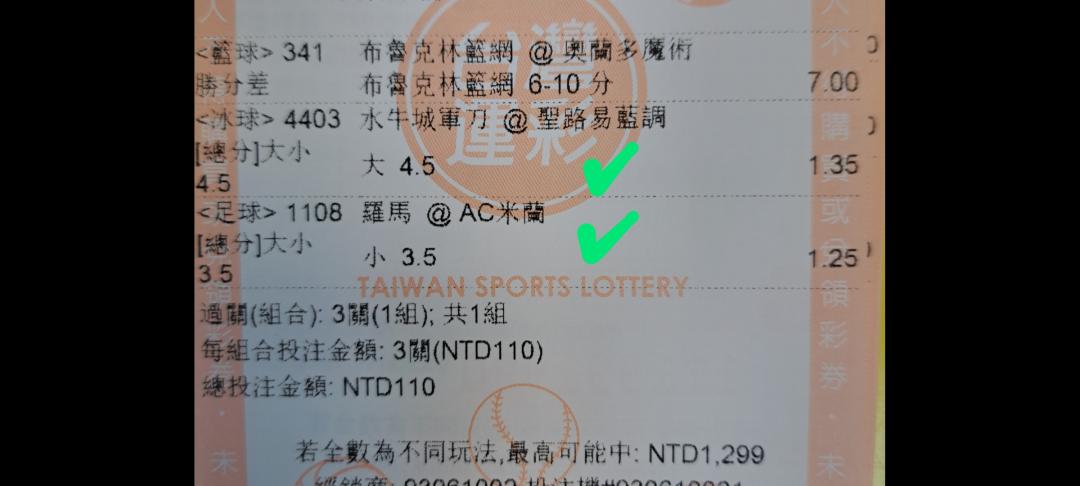 <籃球> 341 布魯克林籃網 @ 奧蘭多魔術
勝分差 布魯克林籃網 6-10 分 7.00
<冰球> 4403 水牛城軍刀 @ 聖路易藍調
[總分]大小 大 4.5 1.35
4.5
<足球> 1108 羅馬 @ AC米蘭
[總分]大小 小 3.5 1.25
3.5
TAIWAN SPORTS LOTTERY
過關(組合): 3關(1組); 共1組
每組合投注金額: 3關(NTD110)
總投注金額: NTD110
若全數為不同玩法,最高可能中: NTD1,299
台灣
運彩